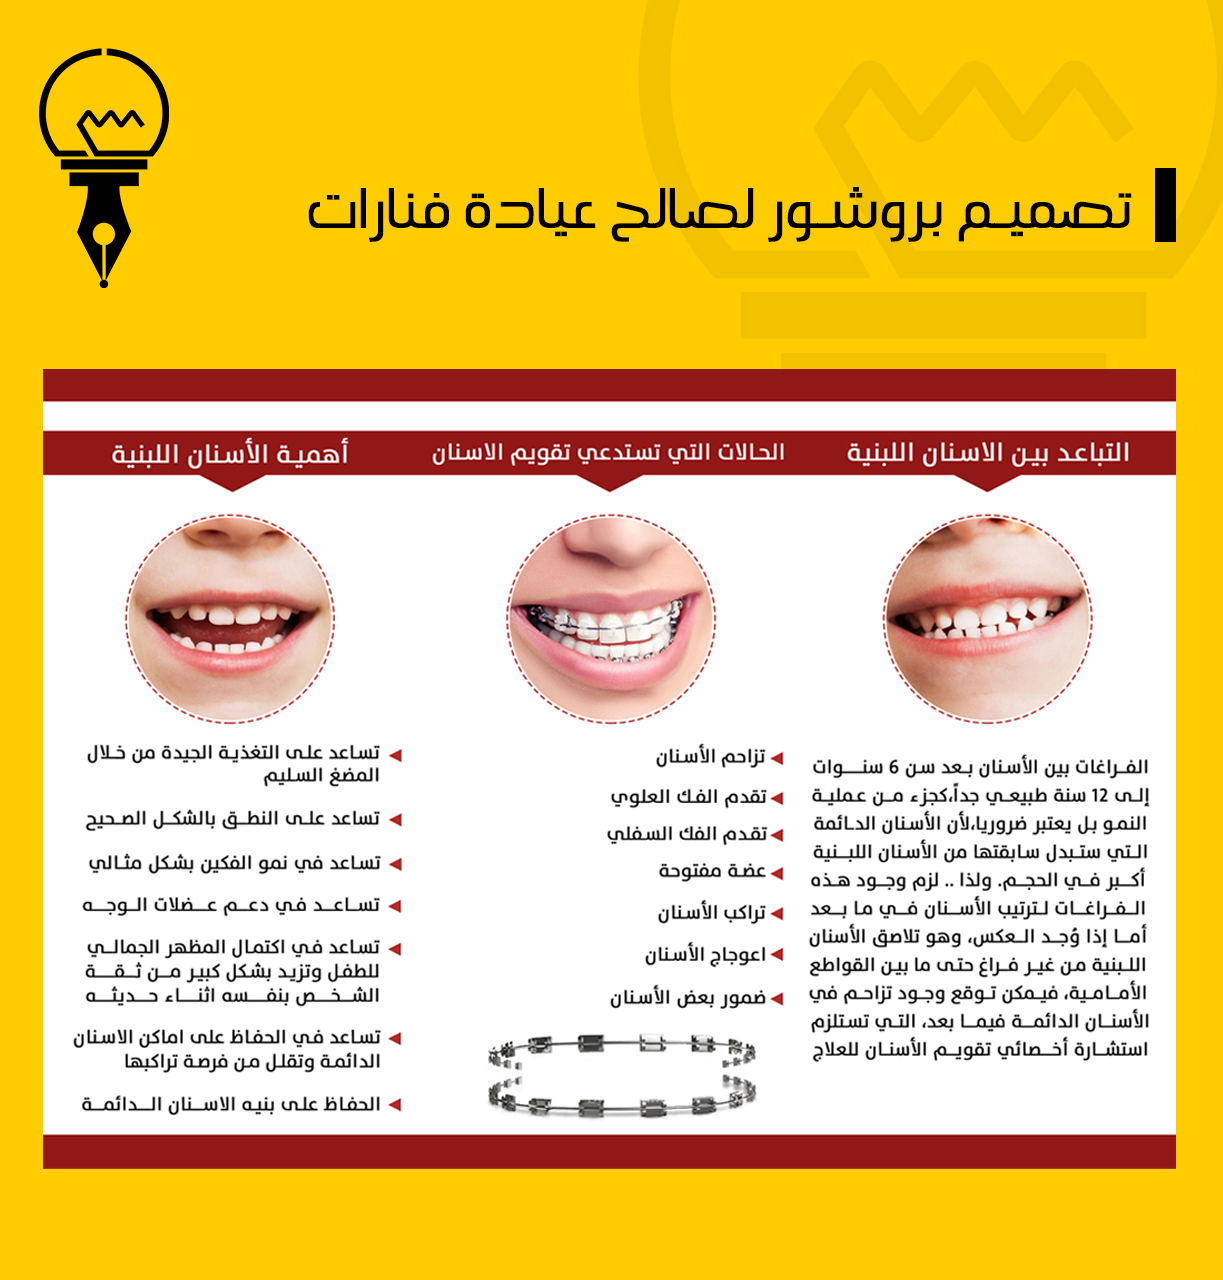 تصميم بروشور لصالح عيادة فنارات
التباعد بين الاسنان اللبنية
الفراغات بين الأسنان بعد سن 6 سنوات
إلى 12 سنة طبيعي جداً،كجزء من عملية
النمو بل يعتبر ضروريا،لأن الأسنان الدائمة
التي ستبدل سابقتها من الأسنان اللبنية
أكبر في الحجم. ولذا .. لزم وجود هذه
الفراغات لترتيب الأسنان في ما بعد
أما إذا وُجد العكس، وهو تلاصق الأسنان
اللبنية من غير فراغ حتى ما بين القواطع
الأمامية، فيمكن توقع وجود تزاحم في
الأسنان الدائمة فيما بعد، التي تستلزم
استشارة أخصائي تقويم الأسنان للعلاج
الحالات التي تستدعي تقويم الاسنان
تزاحم الأسنان
تقدم الفك العلوي
تقدم الفك السفلي
عضة مفتوحة
تراكب الأسنان
اعوجاج الأسنان
ضمور بعض الأسنان
أهمية الأسنان اللبنية
تساعد على التغذية الجيدة من خلال
المضغ السليم
تساعد على النطق بالشكل الصحيح
تساعد في نمو الفكين بشكل مثالي
تساعد في دعم عضلات الوجه
تساعد في اكتمال المظهر الجمالي
للطفل وتزيد بشكل كبير من ثقة
الشخص بنفسه اثناء حديثه
تساعد في الحفاظ على اماكن الاسنان
الدائمة وتقلل من فرصة تراكبها
الحفاظ على بنيه الاسنان الدائمة